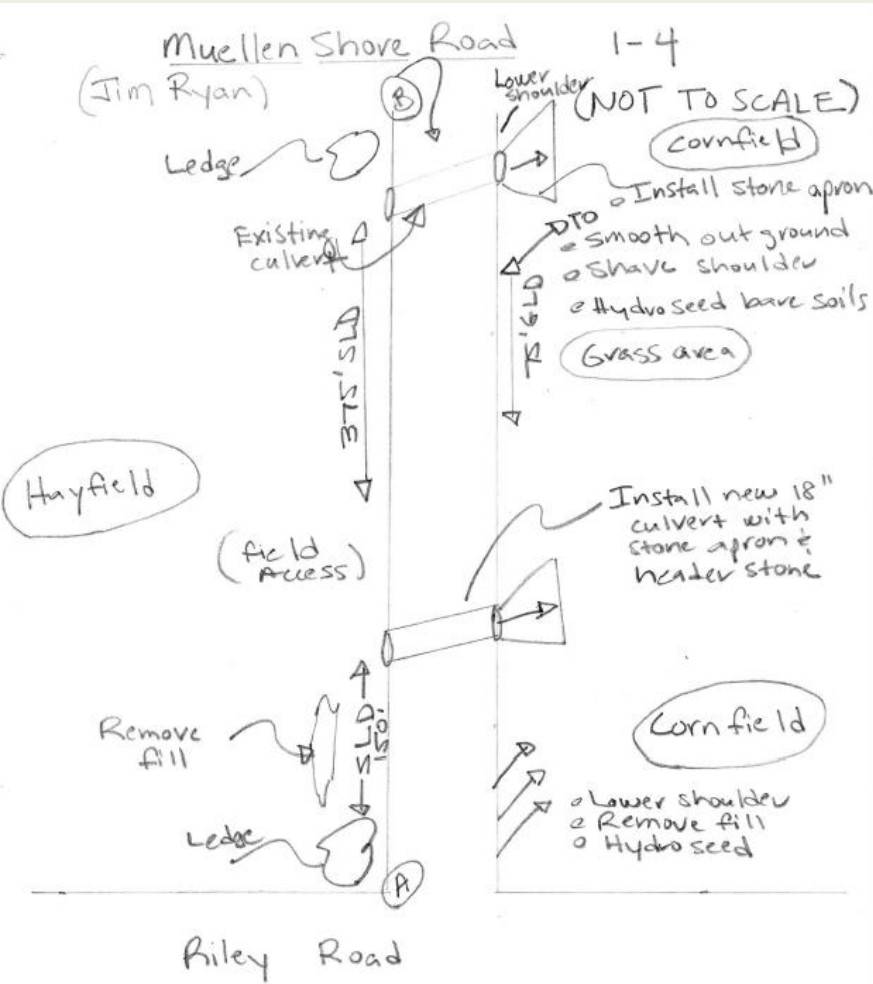 Muellen Shore Road
1-4
(Jim Ryan)
B
Lower
shoulder
(NOT TO SCALE)
Cornfield
Ledge
Install stone apron
Existing
culvert
TO
Smooth out ground
Shave shoulder
Hydroseed bare soils
375' SLD
Grass area
Hayfield
Install new 18"
culvert with
stone apron &
header stone
(field
Access)
Remove
fill
SLD
150'
Cornfield
Lower shoulder
Remove fill
Hydroseed
Ledge
A
Riley Road